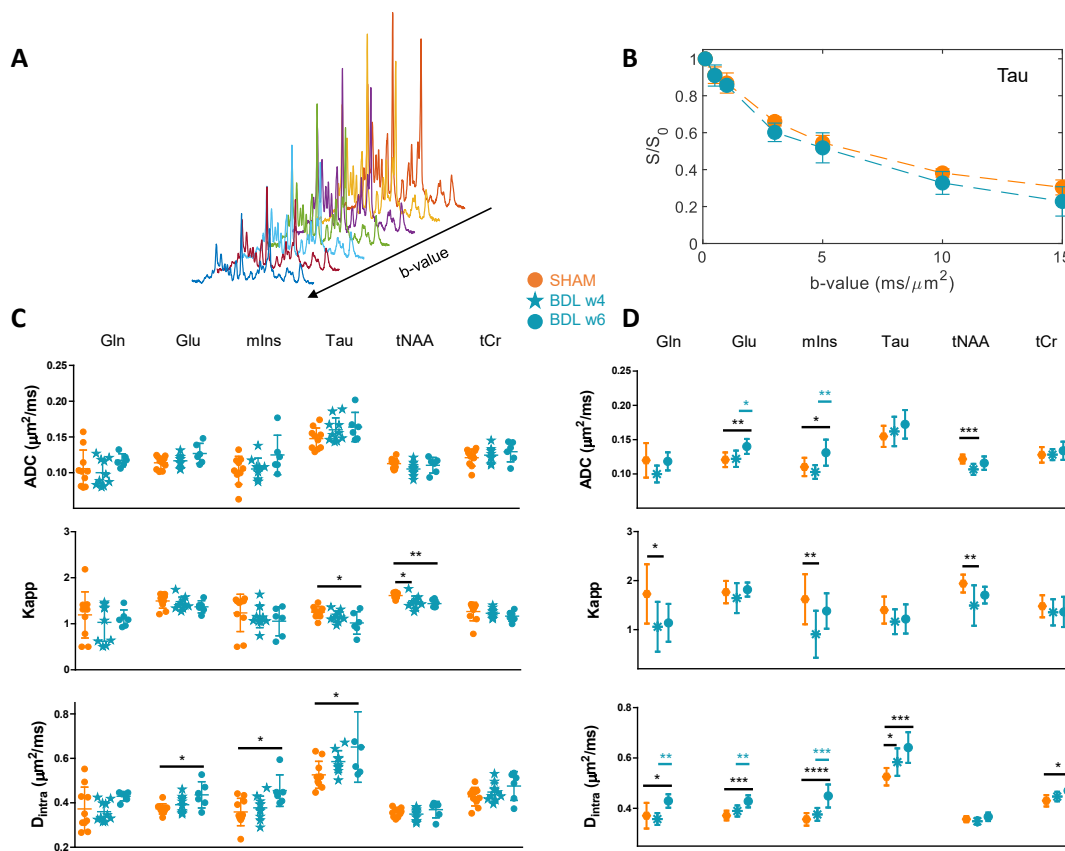 A
b-value
B
Tau
S/S0
1
0.8
0.6
0.4
0.2
0
0
5
10
15
b-value (ms/μm²)
SHAM
BDL w4
BDL w6
C
Gln Glu mIns Tau tNAA tCr
ADC (μm²/ms)
0.25
0.20
0.15
0.10
Kapp
3
2
* **
*
1
0
Dintra (μm²/ms)
0.8
0.6
0.4
0.2
*
*
*
D
Gln Glu mIns Tau tNAA tCr
ADC (μm²/ms)
0.25
0.20
0.15
0.10
* **
** * ***
Kapp
3
2
1
* ** **
Dintra (μm²/ms)
0.8
0.6
0.4
** ** *** ***
* *** **** * *